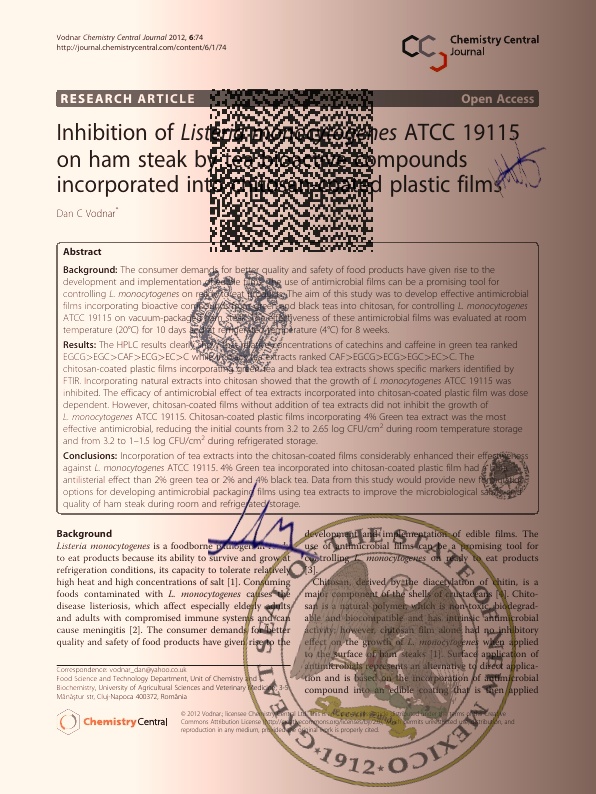 Vodnar Chemistry Central Journal 2012, 6:74
http://journal.chemistrycentral.com/content/6/1/74
Chemistry Central
Journal
RESEARCH ARTICLE
Open Access
Inhibition of Listeria monocytogenes ATCC 19115
on ham steak by tea bioactive compounds
incorporated into chitosan-coated plastic films
Dan C Vodnar*
Abstract
Background: The consumer demands for better quality and safety of food products have given rise to the
development and implementation of edible films. The use of antimicrobial films can be a promising tool for
controlling L. monocytogenes on ready to eat products. The aim of this study was to develop effective antimicrobial
films incorporating bioactive compounds from green and black teas into chitosan, for controlling L. monocytogenes
ATCC 19115 on vacuum-packaged ham steak. The effectiveness of these antimicrobial films was evaluated at room
temperature (20°C) for 10 days and at refrigerated temperature (4°C) for 8 weeks.
Results: The HPLC results clearly show that relative concentrations of catechins and caffeine in green tea ranked
EGCG>EGC>CAF>ECG>EC>C while in black tea extracts ranked CAF>EGCG>ECG>EGC>EC>C. The
chitosan-coated plastic films incorporating green tea and black tea extracts shows specific markers identified by
FTIR. Incorporating natural extracts into chitosan showed that the growth of L. monocytogenes ATCC 19115 was
inhibited. The efficacy of antimicrobial effect of tea extracts incorporated into chitosan-coated plastic film was dose
dependent. However, chitosan-coated films without addition of tea extracts did not inhibit the growth of
L. monocytogenes ATCC 19115. Chitosan-coated plastic films incorporating 4% Green tea extract was the most
effective antimicrobial, reducing the initial counts from 3.2 to 2.65 log CFU/cm2 during room temperature storage
and from 3.2 to 1–1.5 log CFU/cm2 during refrigerated storage.
Conclusions: Incorporation of tea extracts into the chitosan-coated films considerably enhanced their effectiveness
against L. monocytogenes. 4% Green tea incorporated into chitosan-coated plastic film had a
antilisterial effect than 2% green tea or 2% and 4% black tea. Data from this study would provide new formulation
options for developing antimicrobial packaging films using tea extracts to improve the microbiological safety and
quality of ham steak during room and refrigerated storage.
Background
Listeria monocytogenes is a foodborne pathogen
to eat products because its ability to survive and grow at
refrigeration conditions, its capacity to tolerate relatively
high heat and high concentrations of salt [1]. Consuming
foods contaminated with L. monocytogenes causes the
disease listeriosis, which affect especially elderly adults
and adults with compromised immune systems and can
cause meningitis [2]. The consumer demands for better
quality and safety of food products have given rise to the
development and implementation of edible films. The
use of antimicrobial films can be a promising tool for
controlling L. monocytogenes on ready to eat products
[3].
Chitosan, derived by the diacetylation of chitin, is a
major component of the shells of crustaceans [4]. Chito-
san is a natural polymer, which is non-toxic, biodegrad-
able and biocompatible and has intrinsic antimicrobial
activity; however, chitosan film alone had no inhibitory
effect on the growth of L. monocytogenes when applied
to the surface of ham steaks [1]. Surface application of
antimicrobials represents an alternative to direct applica-
tion and is based on the incorporation of antimicrobial
compound into an edible coating that is then applied
Correspondence: vodnar_dan@yahoo.co.uk
Food Science and Technology Department, Unit of Chemistry and
Biochemistry, University of Agricultural Sciences and Veterinary Medicine, 3-5
Mănăştur str, Cluj-Napoca 400372, România
ChemistryCentral
© 2012 Vodnar; licensee Chemistry Central Ltd. This is an Open Access article distributed under the terms of the Creative
Commons Attribution License (http://creativecommons.org/licenses/by/2.0), which permits unrestricted use, distribution, and
reproduction in any medium, provided the original work is properly cited.
GREAT SEAL OF THE STATE OF NEW MEXICO
•1912•